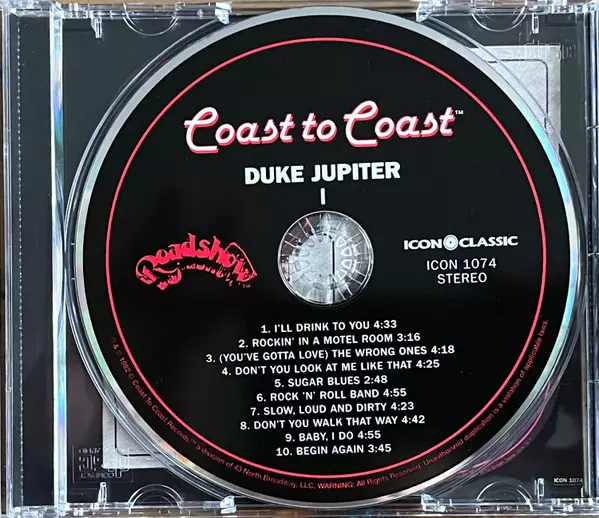 Coast to Coast™
DUKE JUPITER
I
Roadshow
ICON CLASSIC
ICON 1074
STEREO
1. I'LL DRINK TO YOU 4:33
2. ROCKIN' IN A MOTEL ROOM 3:16
3. (YOU'VE GOTTA LOVE) THE WRONG ONES 4:18
4. DON'T YOU LOOK AT ME LIKE THAT 4:25
5. SUGAR BLUES 2:48
6. ROCK 'N' ROLL BAND 4:55
7. SLOW, LOUD AND DIRTY 4:23
8. DON'T YOU WALK THAT WAY 4:42
9. BABY, I DO 4:55
10. BEGIN AGAIN 3:45
℗ & © 1982 © Coast To Coast Records™ a division of 43 North Broadway, LLC. WARNING: All Rights Reserved. Unauthorized duplication is a violation of applicable laws.
ICON 1074